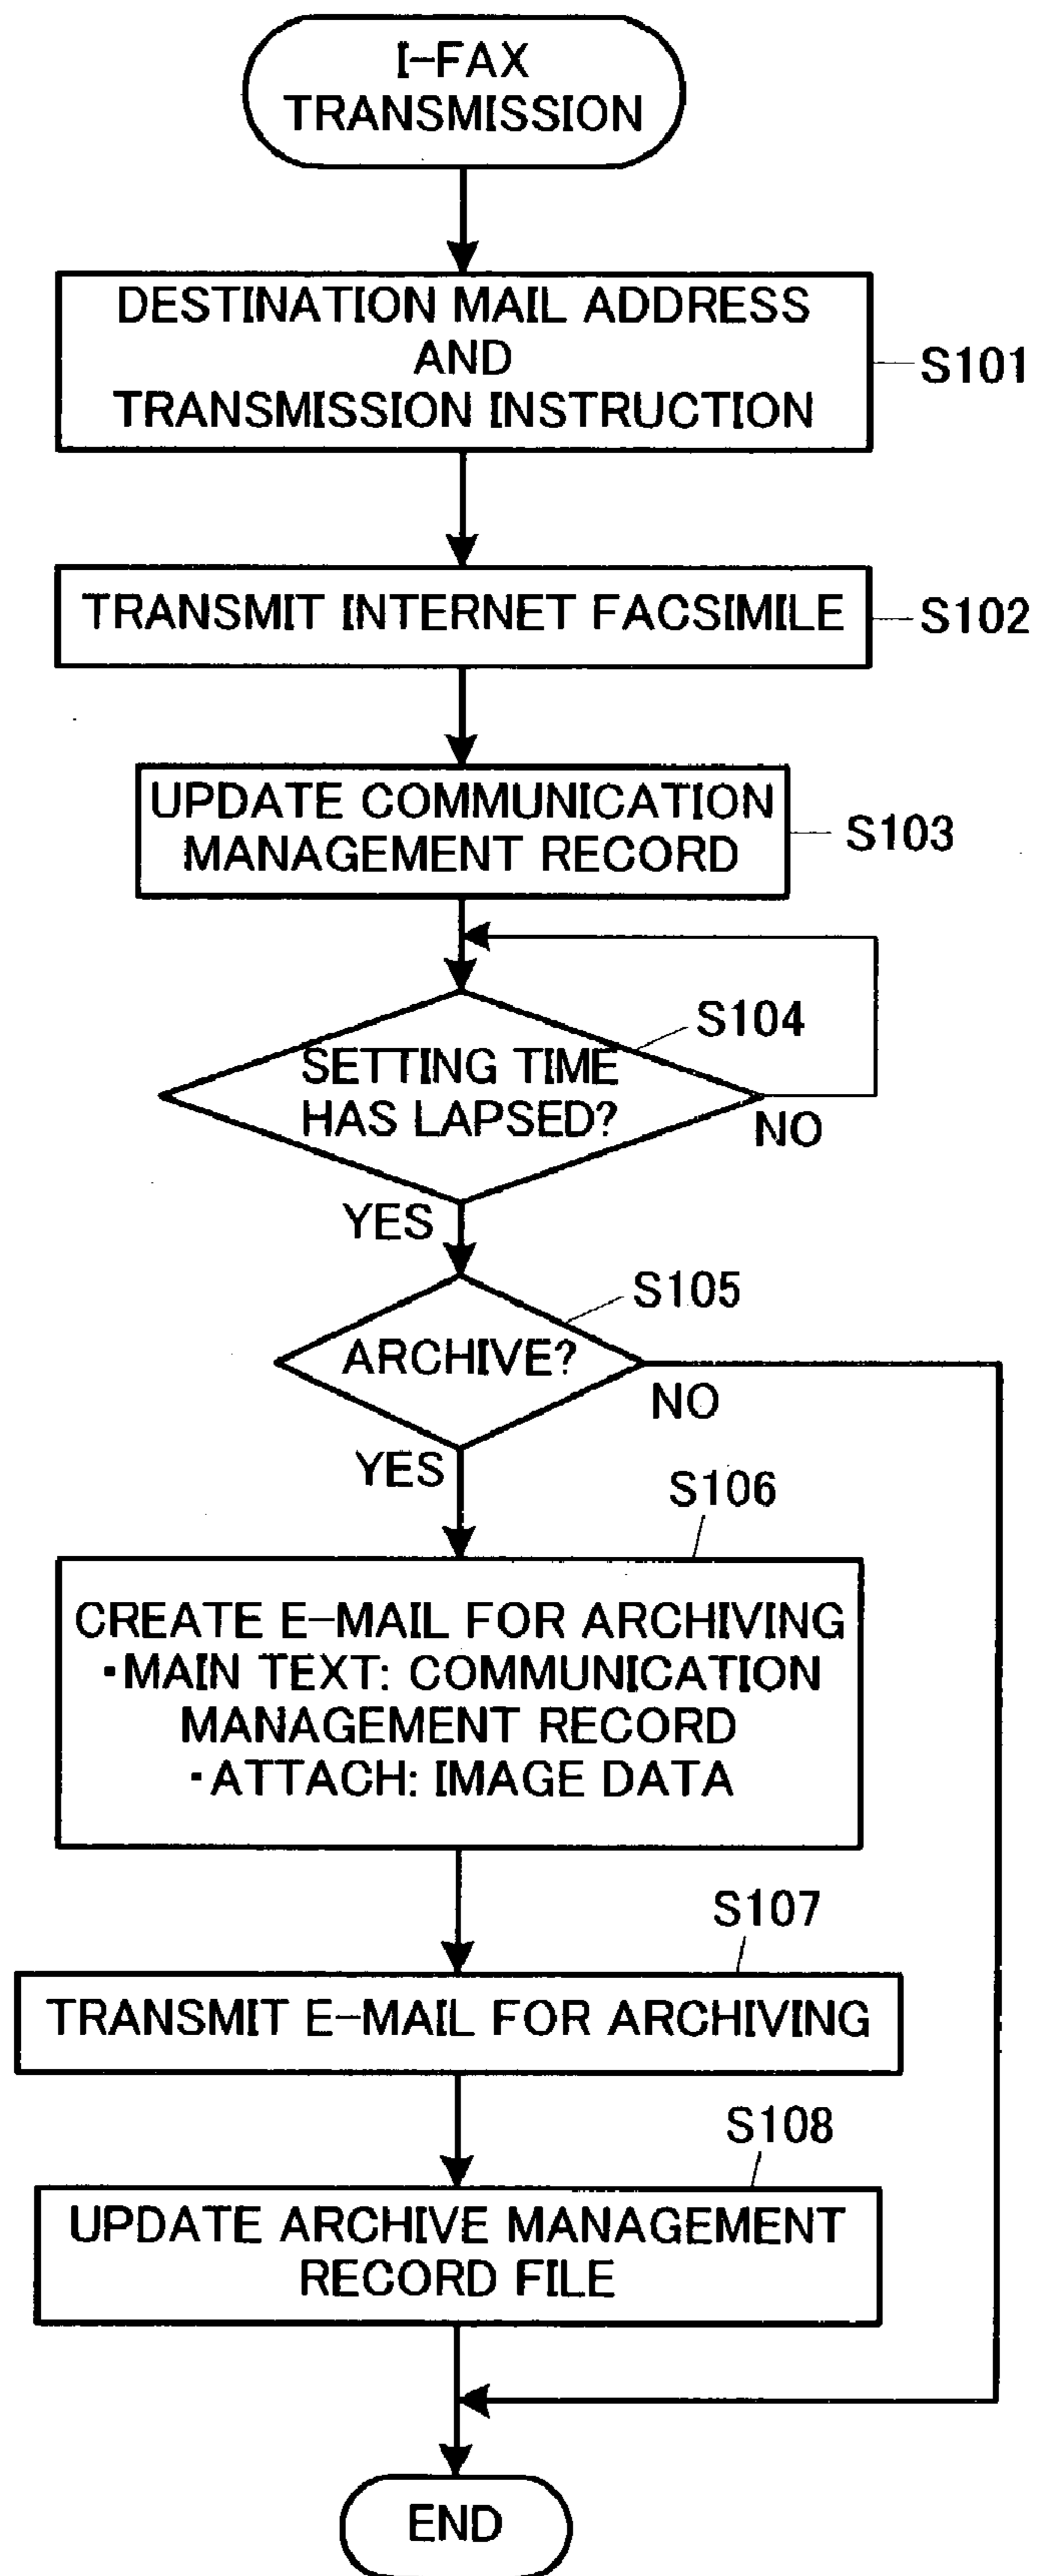 I-FAX
TRANSMISSION
DESTINATION MAIL ADDRESS
AND
TRANSMISSION INSTRUCTION
S101
TRANSMIT INTERNET FACSIMILE
S102
UPDATE COMMUNICATION
MANAGEMENT RECORD
S103
S104
SETTING TIME
HAS LAPSED?
NO
YES
S105
ARCHIVE?
NO
YES
S106
CREATE E-MAIL FOR ARCHIVING
・MAIN TEXT: COMMUNICATION
MANAGEMENT RECORD
・ATTACH: IMAGE DATA
S107
TRANSMIT E-MAIL FOR ARCHIVING
S108
UPDATE ARCHIVE MANAGEMENT
RECORD FILE
END